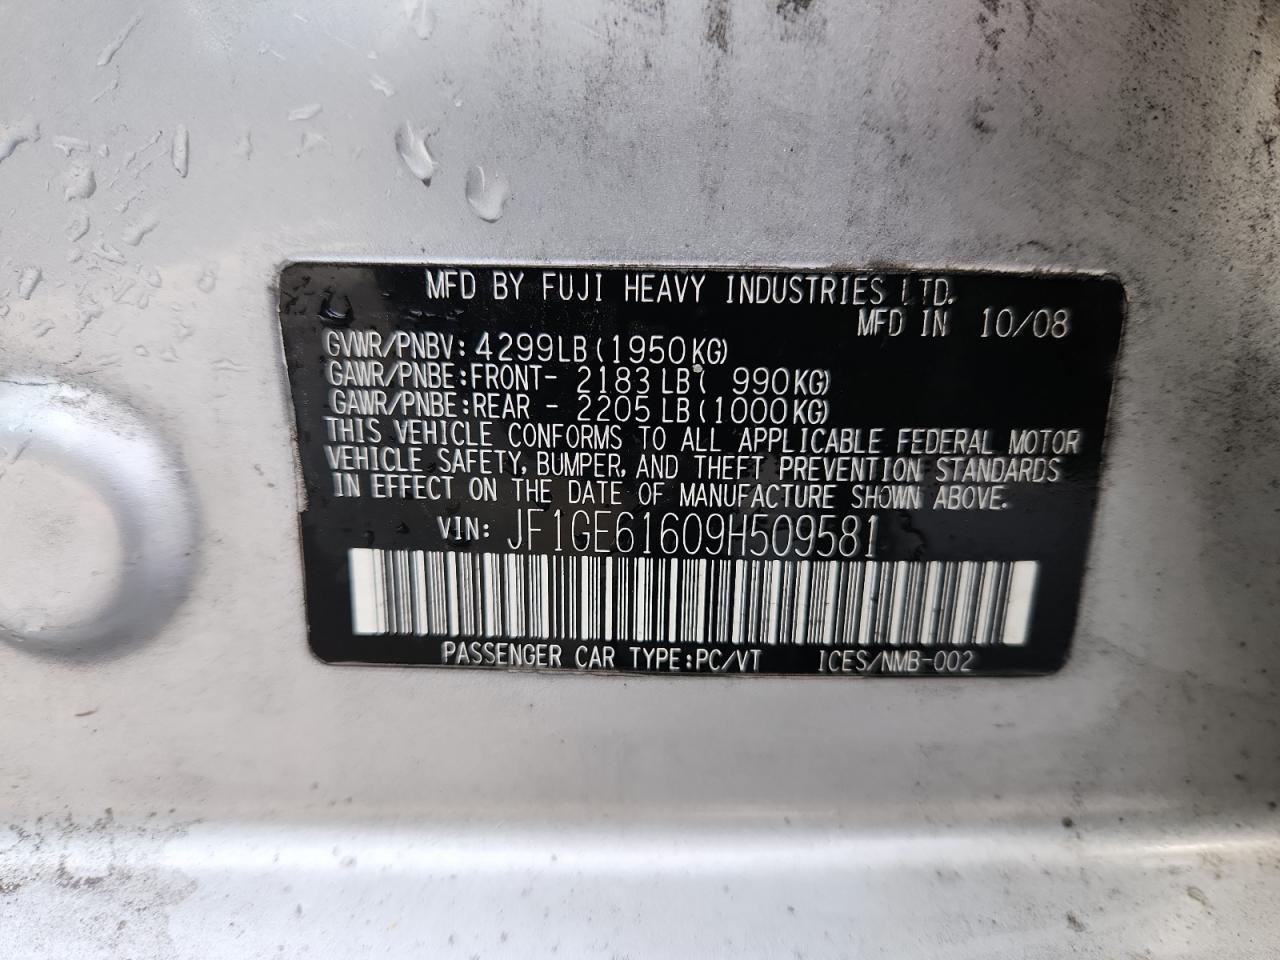 MFD BY FUJI HEAVY INDUSTRIES LTD.
MFD IN 10/08
GVWR/PNBV: 4299LB (1950KG)
GAWR/PNBE:FRONT- 2183LB( 990KG)
GAWR/PNBE:REAR - 2205LB(1000KG)
THIS VEHICLE CONFORMS TO ALL APPLICABLE FEDERAL MOTOR
VEHICLE SAFETY, BUMPER, AND THEFT PREVENTION STANDARDS
IN EFFECT ON THE DATE OF MANUFACTURE SHOWN ABOVE.
VIN: JF1GE61609H509581
PASSENGER CAR TYPE:PC/VT ICES/NMB-002